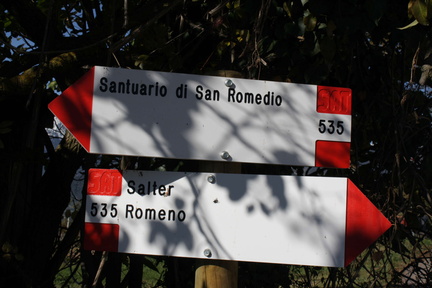 Santuario di San Romedio
535
Salter
535 Romeno